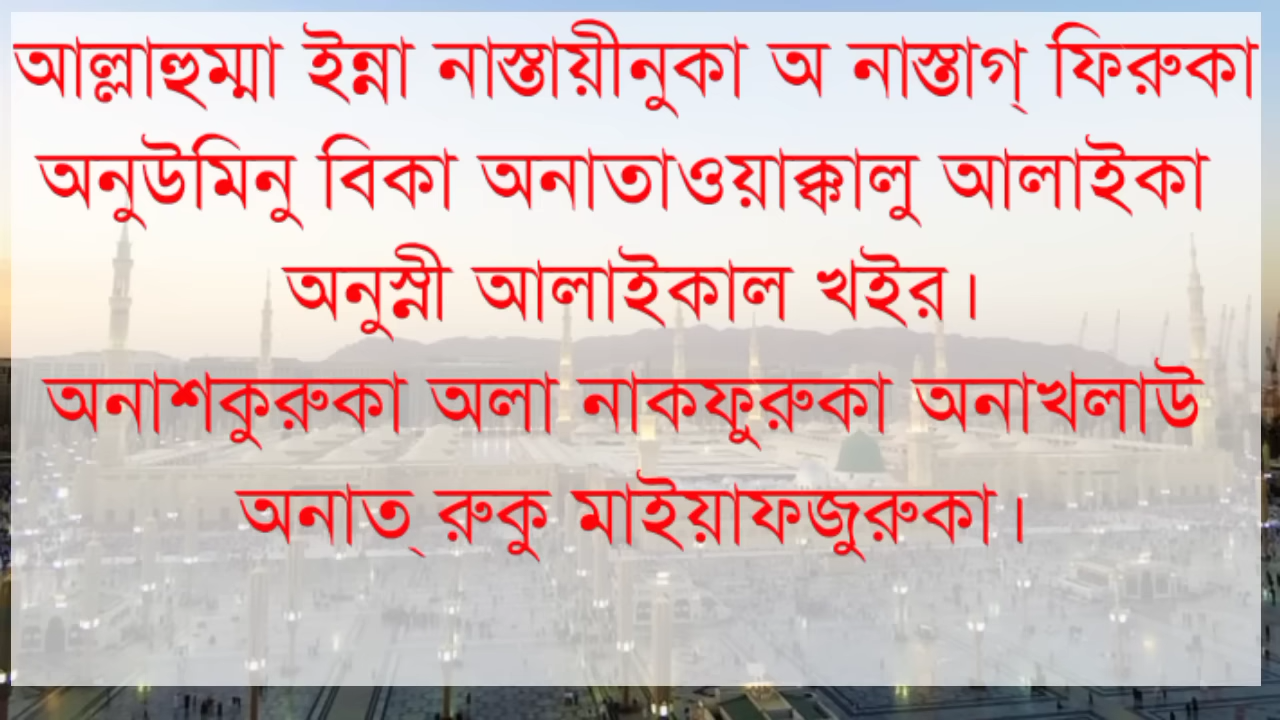 আল্লাহুম্মা ইন্না নাস্তায়ীনুকা অ নাস্তাগ্ ফিরুকা
অনুউমিনু বিকা অনাতাওয়াক্কালু আলাইকা
অনুস্নী আলাইকাল খইর।
অনাশকুরুকা অলা নাকফুরুকা অনাখলাউ
অনাত্ রুকু মাইয়াফজুরুকা।